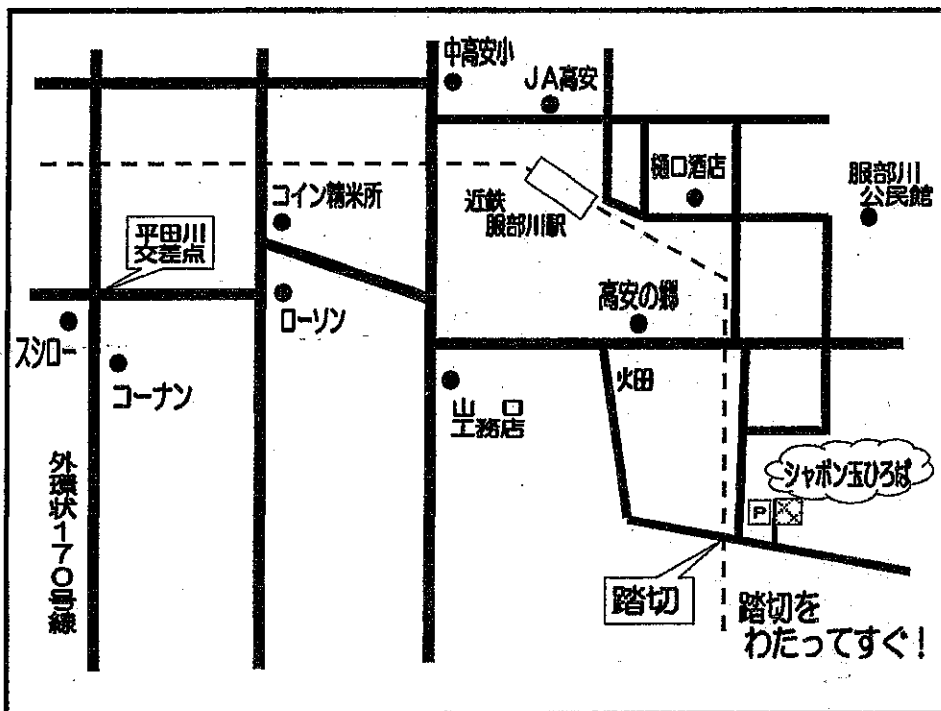 中高安小
JA高安
樋口酒店
服部川
公民館
コイン精米所
近鉄
服部川駅
平田川
交差点
高安の郷
ローソン
スシロー
コーナン
火田
山口
工務店
外環状170号線
シャボン玉ひろば
P
踏切
踏切を
わたってすぐ!